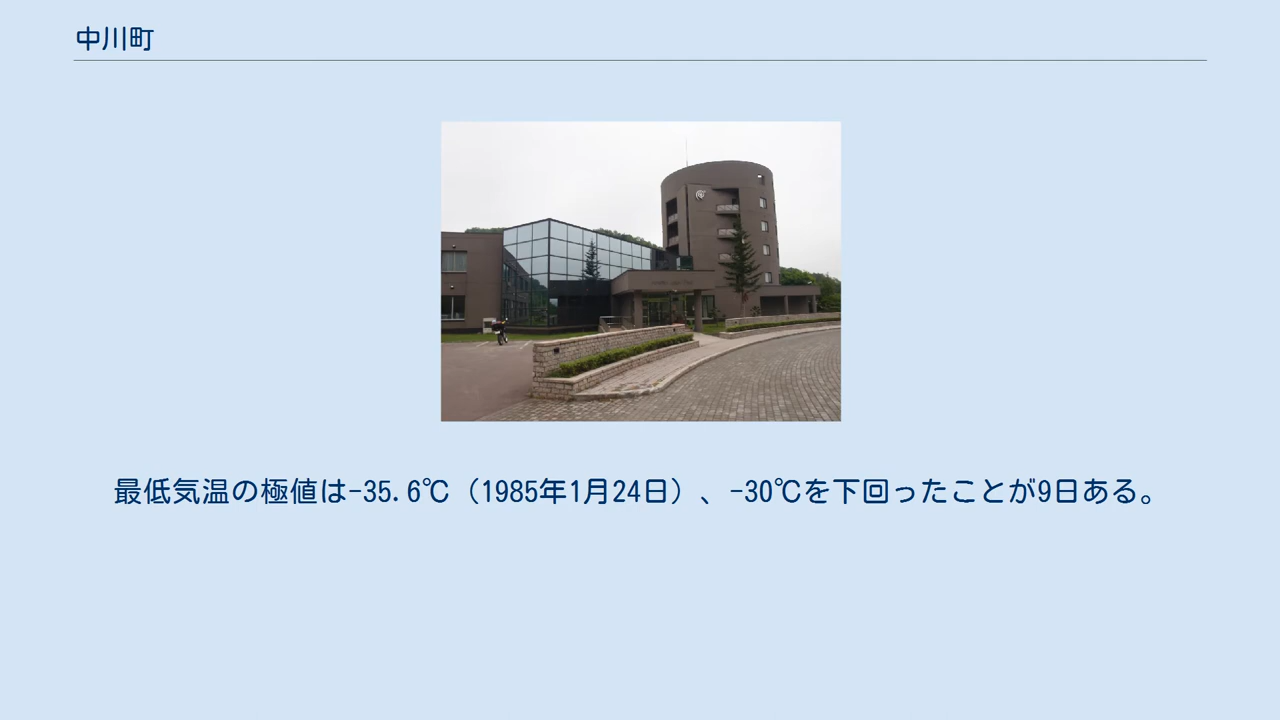 中川町
最低気温の極値は-35.6℃（1985年1月24日）、-30℃を下回ったことが9日ある。